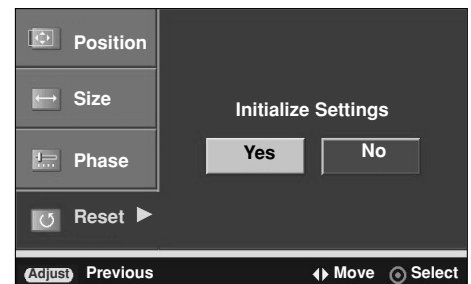 Position
Size
Phase
Reset
Initialize Settings
Yes No
Adjust Previous Move Select